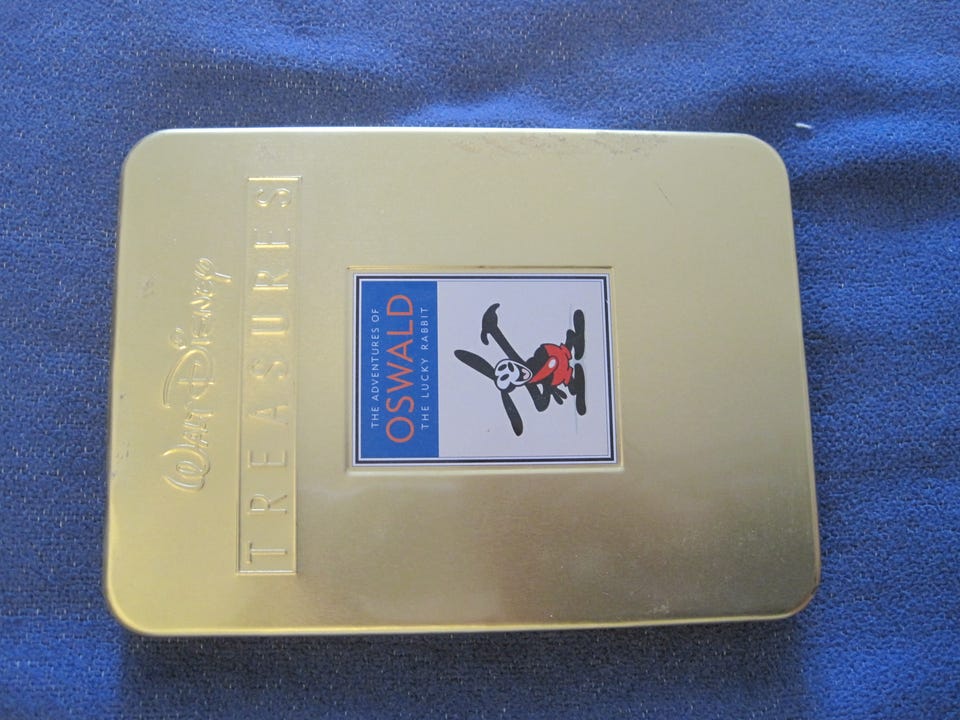 WALT DISNEY
TREASURES
THE ADVENTURES OF
OSWALD
THE LUCKY RABBIT